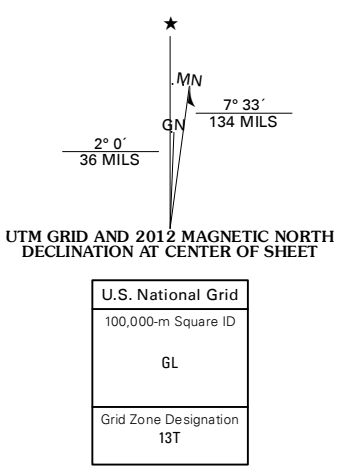 ★
MN
GN
7° 33´
134 MILS
2° 0´
36 MILS
UTM GRID AND 2012 MAGNETIC NORTH
DECLINATION AT CENTER OF SHEET
U.S. National Grid
100,000-m Square ID
GL
Grid Zone Designation
13T